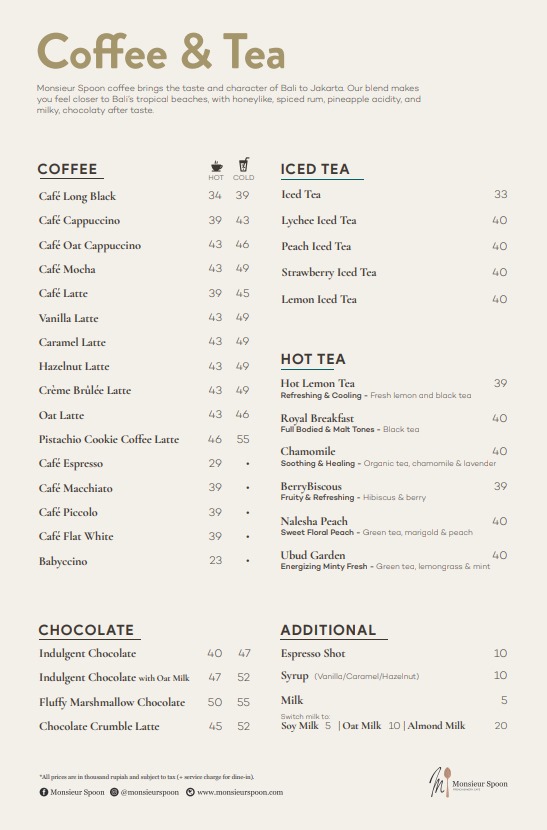 Coffee & Tea
Monsieur Spoon coffee brings the taste and character of Bali to Jakarta. Our blend makes
you feel closer to Bali's tropical beaches, with honeylike, spiced rum, pineapple acidity, and
milky, chocolaty after taste.
COFFEE HOT COLD
Café Long Black 34 39
Café Cappuccino 39 43
Café Oat Cappuccino 43 46
Café Mocha 43 49
Café Latte 39 45
Vanilla Latte 43 49
Caramel Latte 43 49
Hazelnut Latte 43 49
Crème Brûlée Latte 43 49
Oat Latte 43 46
Pistachio Cookie Coffee Latte 46 55
Café Espresso 29 •
Café Macchiato 39 •
Café Piccolo 39 •
Café Flat White 39 •
Babyccino 23 •
ICED TEA
Iced Tea 33
Lychee Iced Tea 40
Peach Iced Tea 40
Strawberry Iced Tea 40
Lemon Iced Tea 40
HOT TEA
Hot Lemon Tea 39
Refreshing & Cooling - Fresh lemon and black tea
Royal Breakfast 40
Full Bodied & Malt Tones - Black tea
Chamomile 40
Soothing & Healing - Organic tea, chamomile & lavender
BerryBiscous 39
Fruity & Refreshing - Hibiscus & berry
Nalesha Peach 40
Sweet Floral Peach - Green tea, marigold & peach
Ubud Garden 40
Energizing Minty Fresh - Green tea, lemongrass & mint
CHOCOLATE
Indulgent Chocolate 40 47
Indulgent Chocolate with Oat Milk 47 52
Fluffy Marshmallow Chocolate 50 55
Chocolate Crumble Latte 45 52
ADDITIONAL
Espresso Shot 10
Syrup (Vanilla/Caramel/Hazelnut) 10
Milk 5
Switch milk to:
Soy Milk 5 | Oat Milk 10 | Almond Milk 20
*All prices are in thousand rupiah and subject to tax (+ service charge for dine-in).
Monsieur Spoon @monsieurspoon www.monsieurspoon.com
Monsieur Spoon